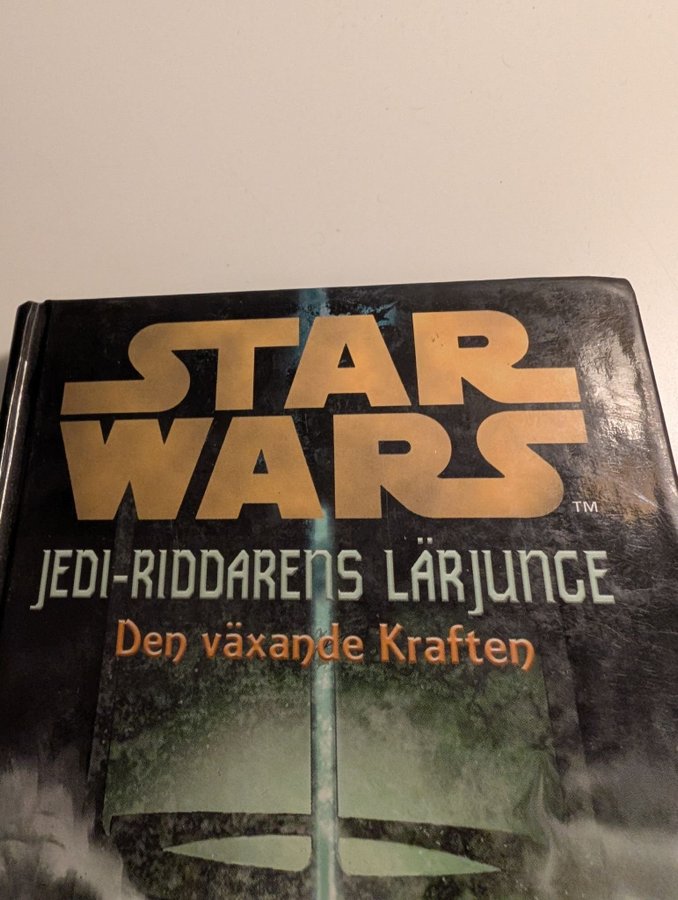 STAR
WARS
TM
JEDI-RIDDARENS LÄRJUNGE
Den växande Kraften